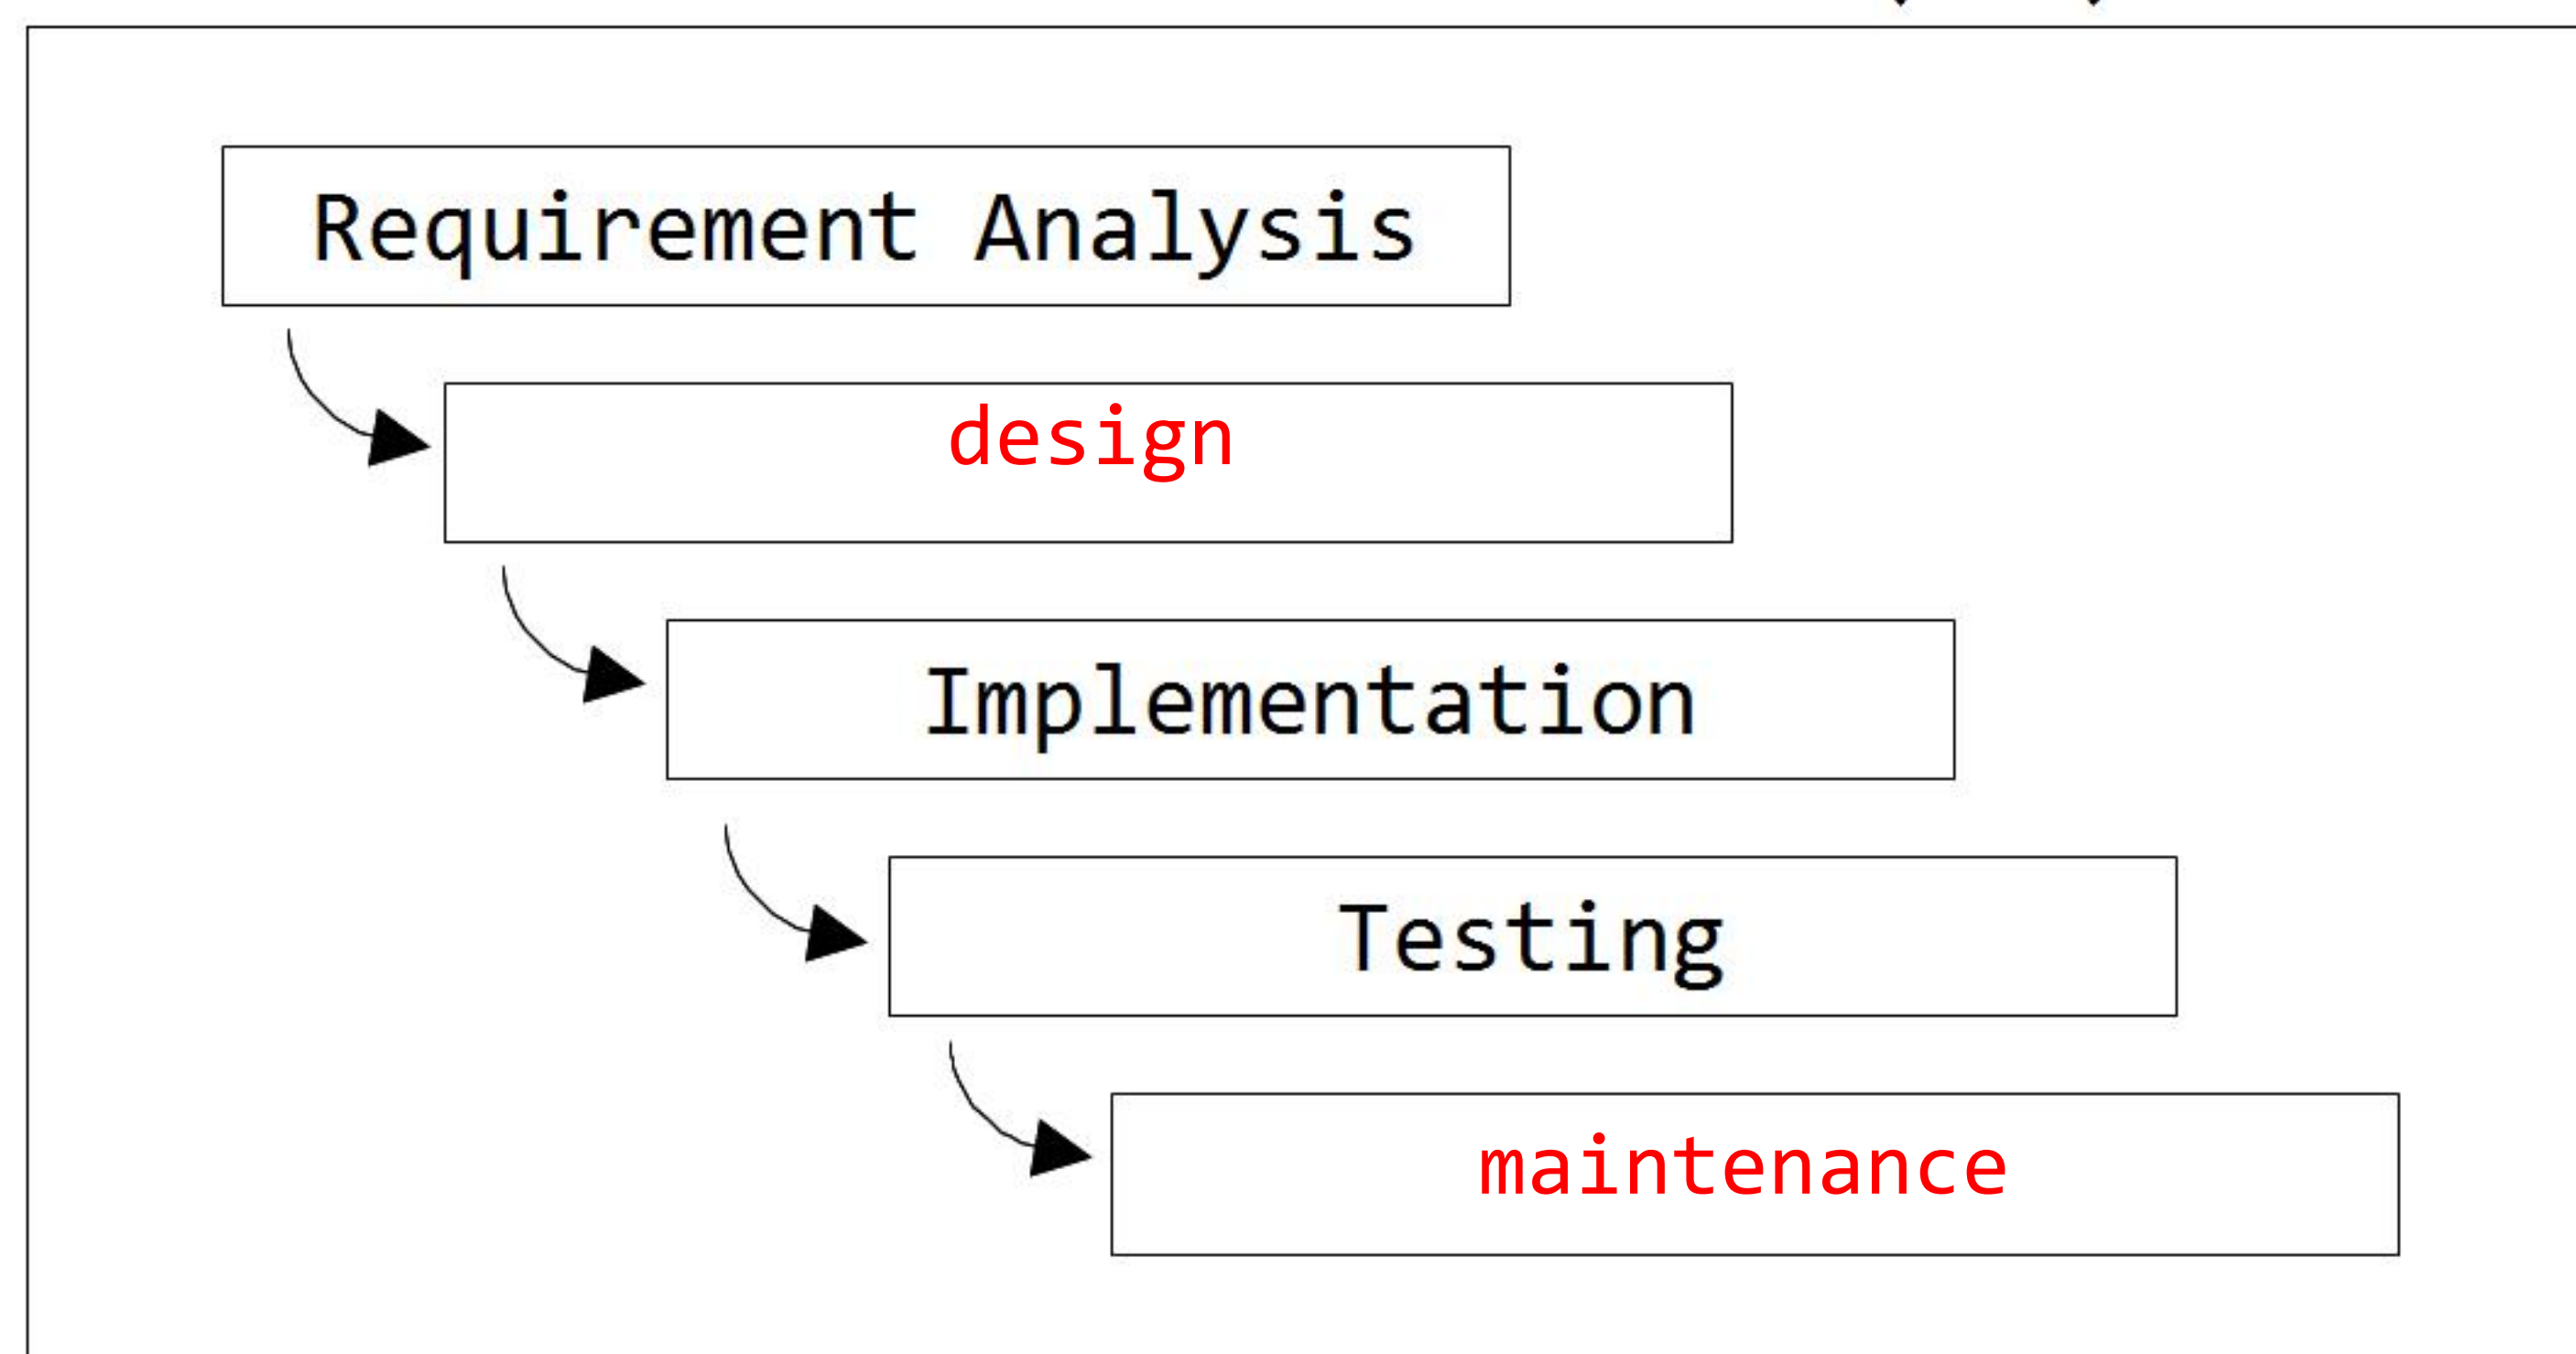 Requirement Analysis
design
Implementation
Testing
maintenance